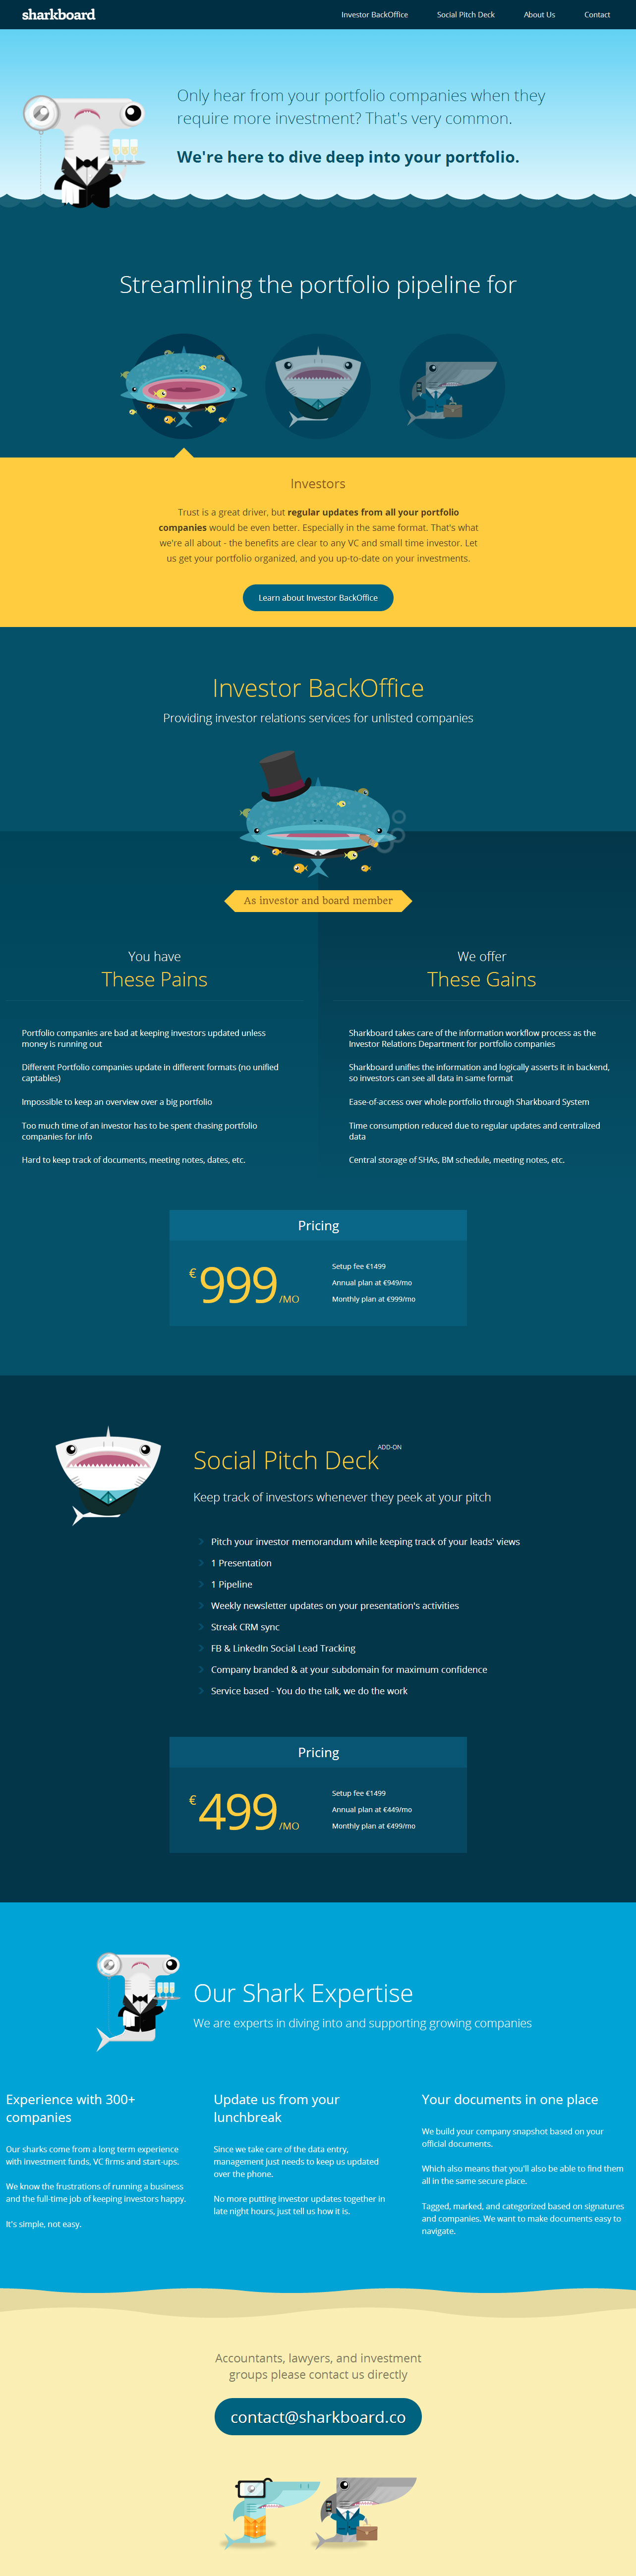 sharkboard
Investor BackOffice
Social Pitch Deck
About Us
Contact
Only hear from your portfolio companies when they
require more investment? That's very common.
We're here to dive deep into your portfolio.
Streamlining the portfolio pipeline for
Investors
Trust is a great driver, but regular updates from all your portfolio
companies would be even better. Especially in the same format. That's what
we're all about - the benefits are clear to any VC and small time investor. Let
us get your portfolio organized, and you up-to-date on your investments.
Learn about Investor BackOffice
Investor BackOffice
Providing investor relations services for unlisted companies
As investor and board member
You have
These Pains
Portfolio companies are bad at keeping investors updated unless
money is running out
Different Portfolio companies update in different formats (no unified
captables)
Impossible to keep an overview over a big portfolio
Too much time of an investor has to be spent chasing portfolio
companies for info
Hard to keep track of documents, meeting notes, dates, etc.
We offer
These Gains
Sharkboard takes care of the information workflow process as the
Investor Relations Department for portfolio companies
Sharkboard unifies the information and logically asserts it in backend,
so investors can see all data in same format
Ease-of-access over whole portfolio through Sharkboard System
Time consumption reduced due to regular updates and centralized
data
Central storage of SHAs, BM schedule, meeting notes, etc.
Pricing
€999/MO
Setup fee €1499
Annual plan at €949/mo
Monthly plan at €999/mo
Social Pitch Deck ADD-ON
Keep track of investors whenever they peek at your pitch
Pitch your investor memorandum while keeping track of your leads' views
1 Presentation
1 Pipeline
Weekly newsletter updates on your presentation's activities
Streak CRM sync
FB & LinkedIn Social Lead Tracking
Company branded & at your subdomain for maximum confidence
Service based - You do the talk, we do the work
Pricing
€499/MO
Setup fee €1499
Annual plan at €449/mo
Monthly plan at €499/mo
Our Shark Expertise
We are experts in diving into and supporting growing companies
Experience with 300+
companies
Our sharks come from a long term experience
with investment funds, VC firms and start-ups.
We know the frustrations of running a business
and the full-time job of keeping investors happy.
It's simple, not easy.
Update us from your
lunchbreak
Since we take care of the data entry,
management just needs to keep us updated
over the phone.
No more putting investor updates together in
late night hours, just tell us how it is.
Your documents in one place
We build your company snapshot based on your
official documents.
Which also means that you'll also be able to find them
all in the same secure place.
Tagged, marked, and categorized based on signatures
and companies. We want to make documents easy to
navigate.
Accountants, lawyers, and investment
groups please contact us directly
contact@sharkboard.co